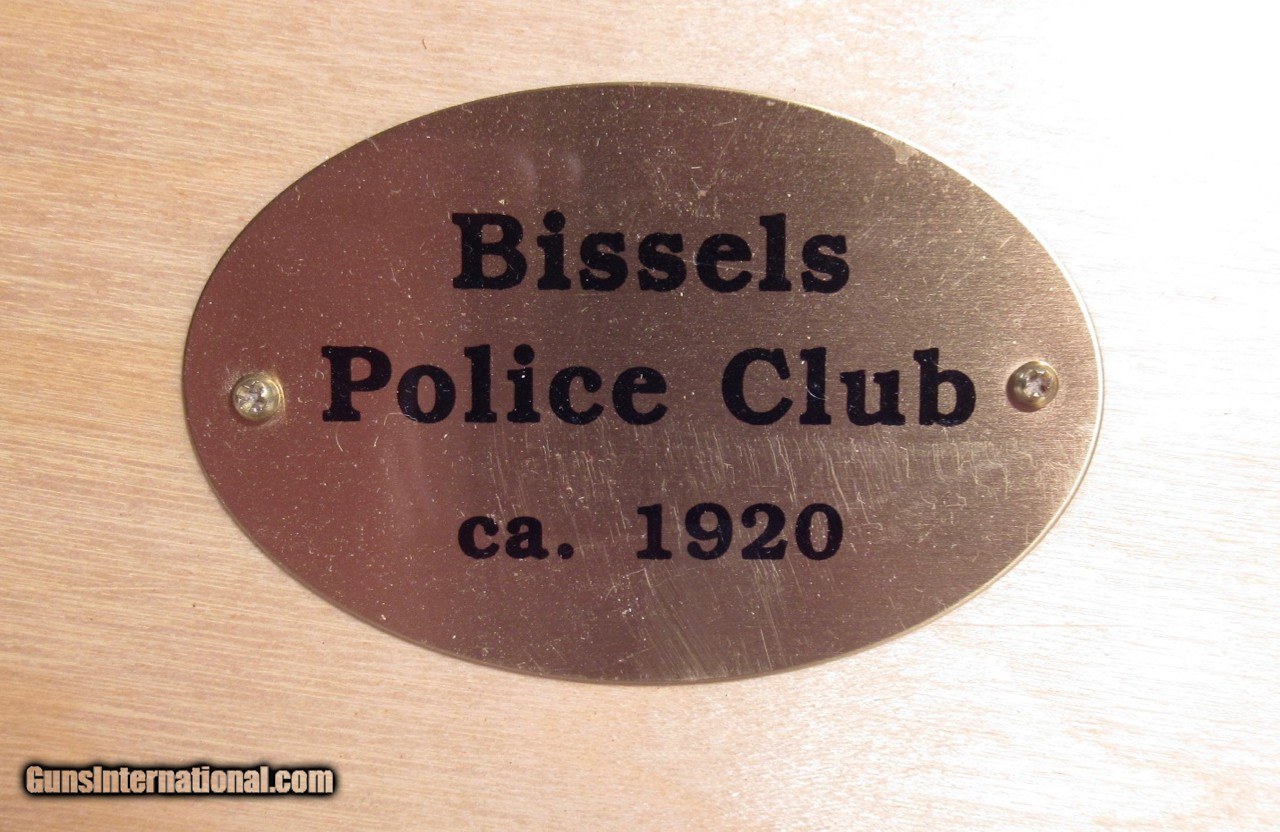 Bissels
Police Club
ca. 1920
GunsInternational.com